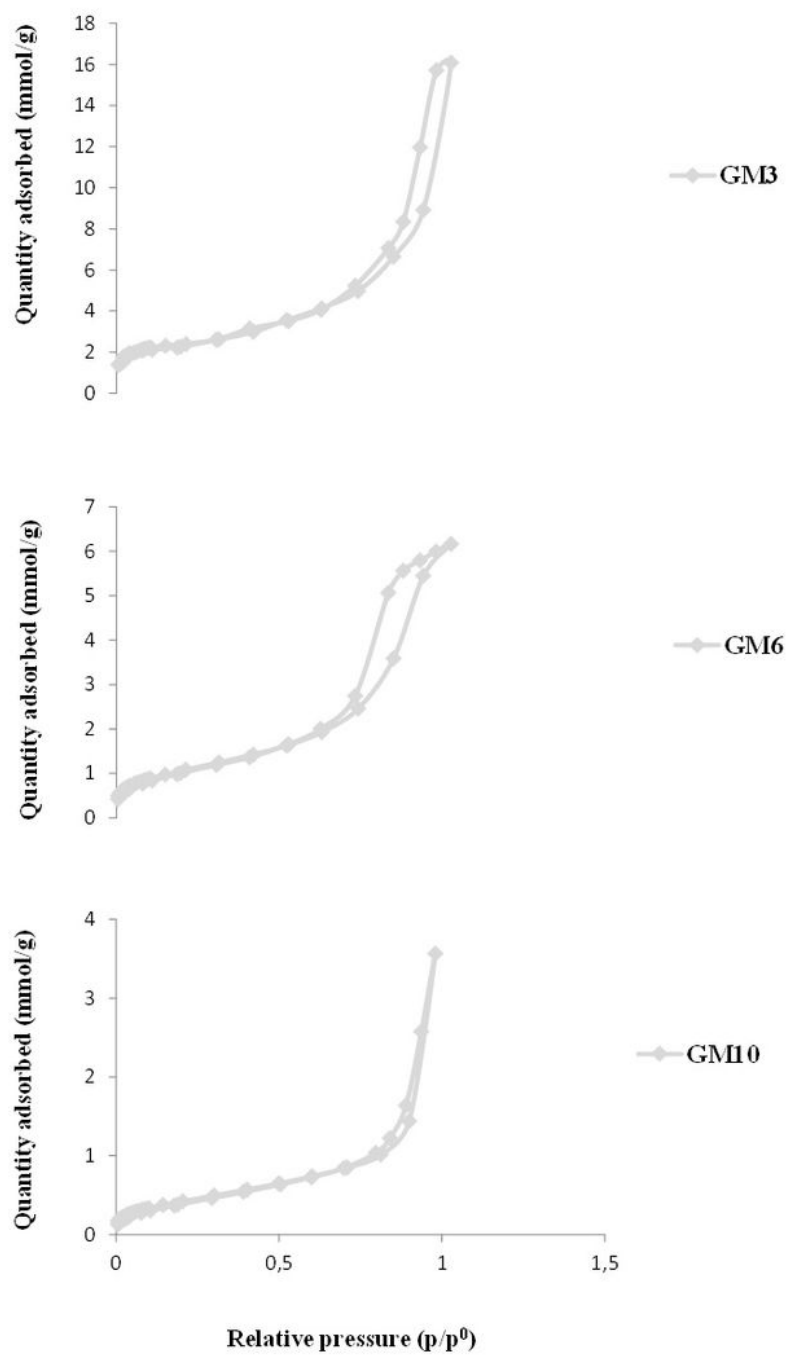 Quantity adsorbed (mmol/g)
18
16
14
12
10
8
6
4
2
0
GM3
Quantity adsorbed (mmol/g)
7
6
5
4
3
2
1
0
GM6
Quantity adsorbed (mmol/g)
4
3
2
1
0
GM10
0 0,5 1 1,5
Relative pressure (p/p⁰)